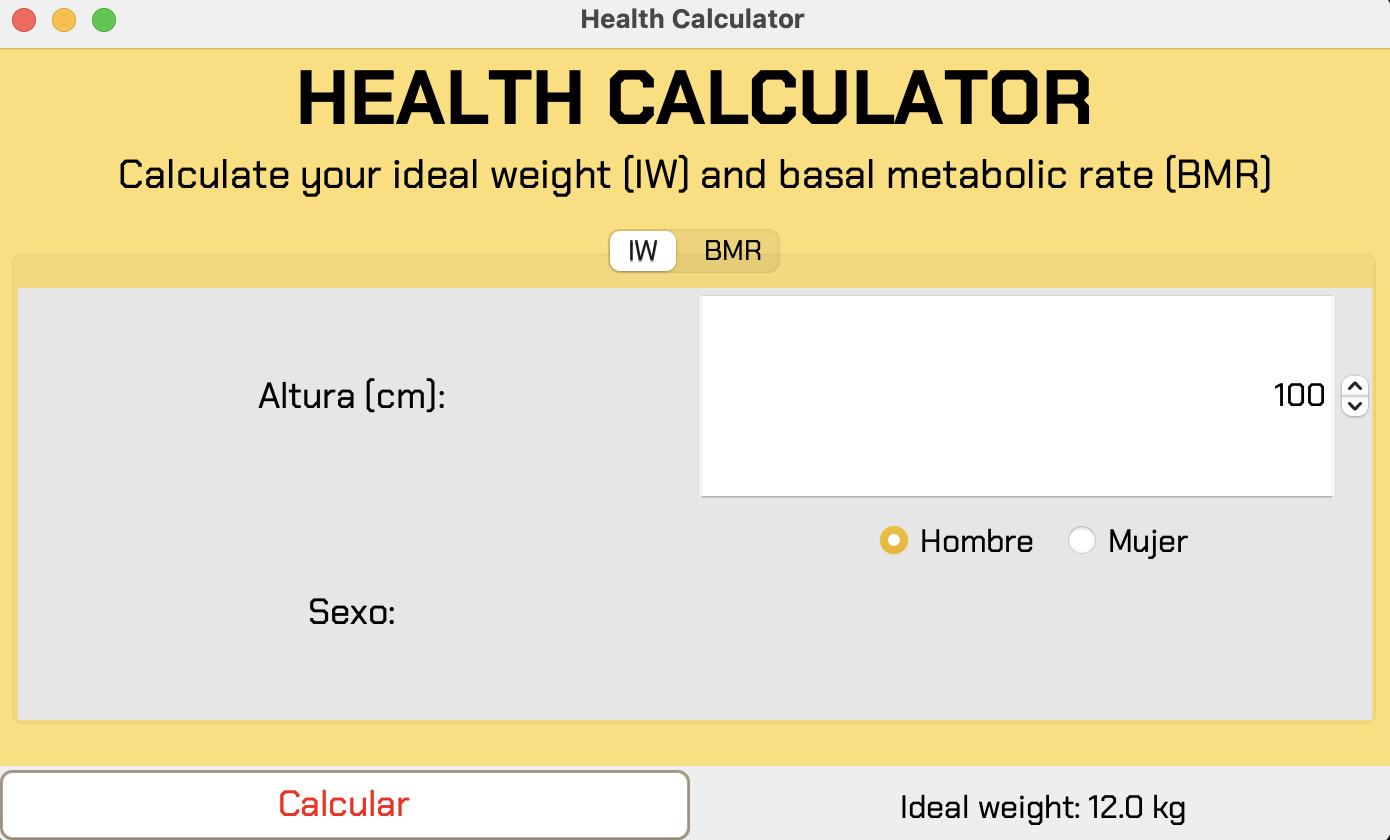 Health Calculator
HEALTH CALCULATOR
Calculate your ideal weight (IW) and basal metabolic rate (BMR)
IW BMR
Altura (cm): 100
Hombre Mujer
Sexo:
Calcular Ideal weight: 12.0 kg